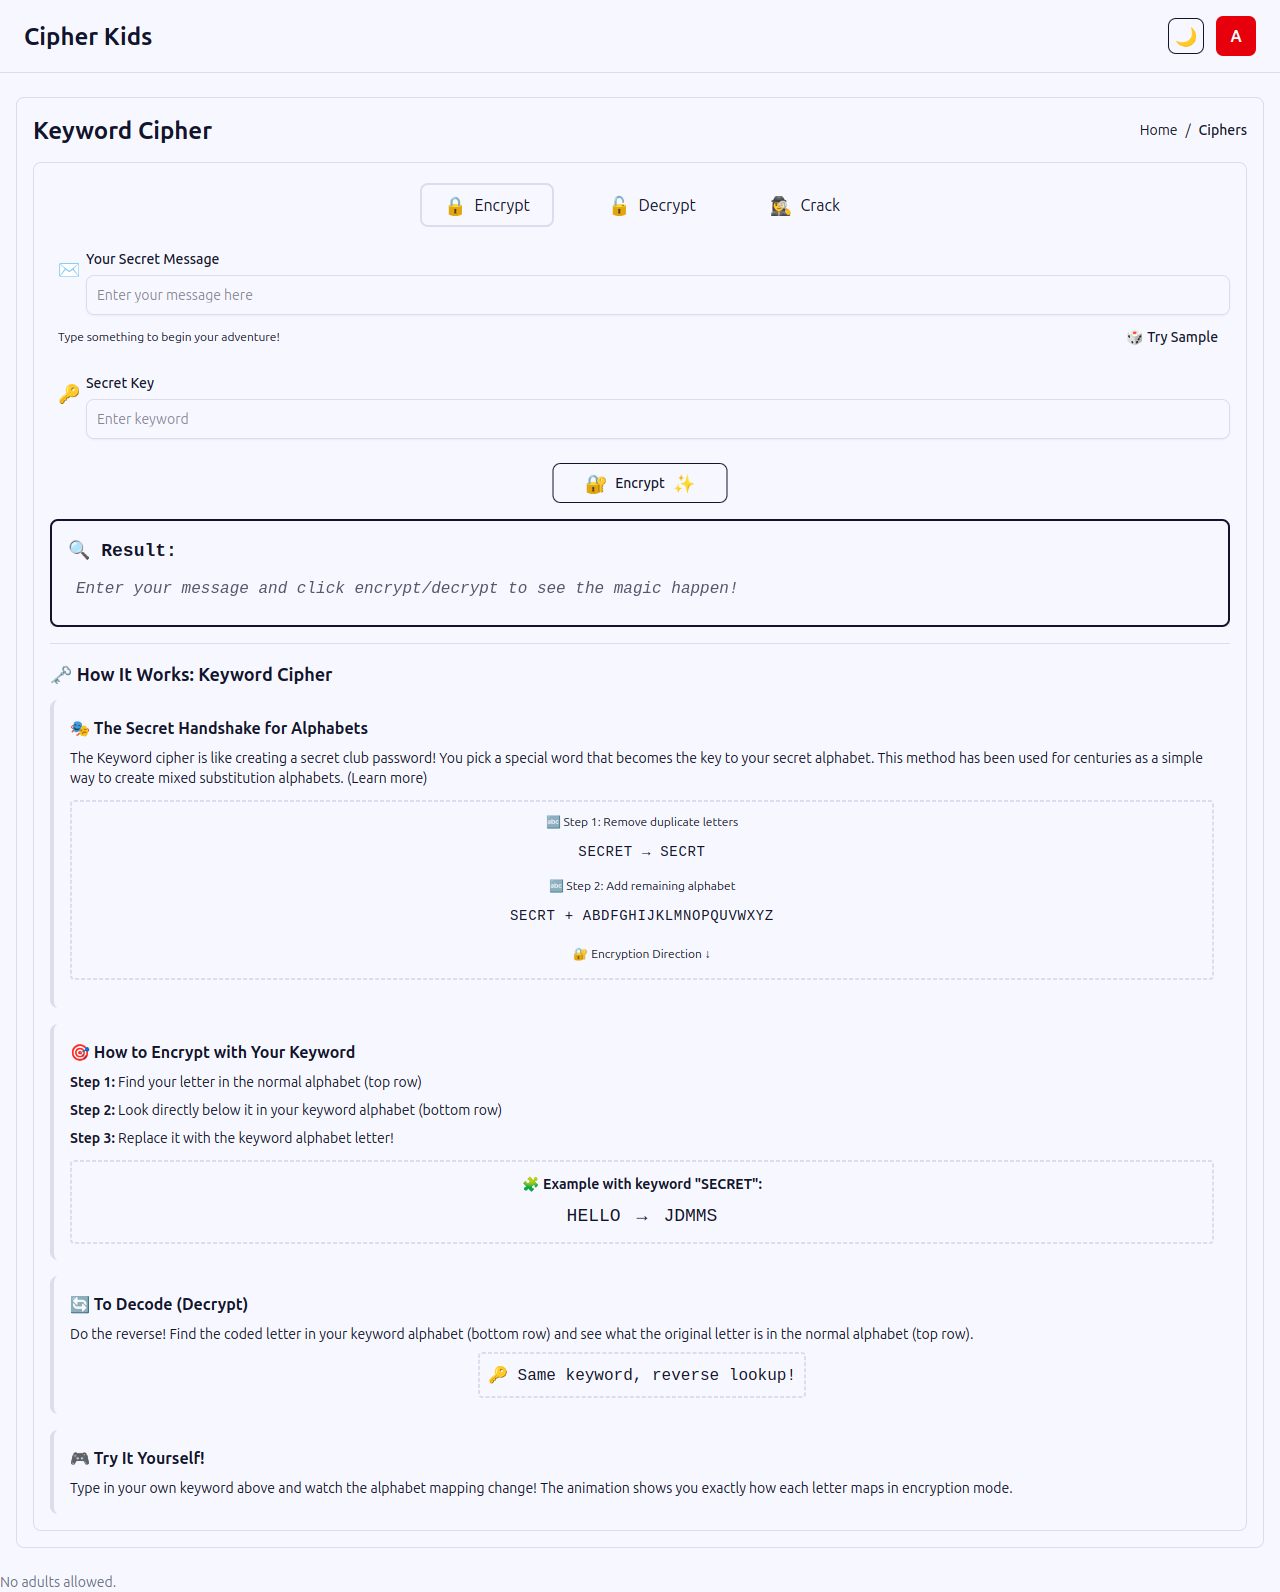 Cipher Kids
A
Keyword Cipher
Home / Ciphers
🔒 Encrypt
🔓 Decrypt
🕵️ Crack
Your Secret Message
Enter your message here
Type something to begin your adventure!
🎲 Try Sample
Secret Key
Enter keyword
🔐 Encrypt ✨
🔍 Result:
Enter your message and click encrypt/decrypt to see the magic happen!
🗝️ How It Works: Keyword Cipher
🎭 The Secret Handshake for Alphabets
The Keyword cipher is like creating a secret club password! You pick a special word that becomes the key to your secret alphabet. This method has been used for centuries as a simple
way to create mixed substitution alphabets. (Learn more)
🔤 Step 1: Remove duplicate letters
SECRET → SECRT
🔤 Step 2: Add remaining alphabet
SECRT + ABDFGHIJKLMNOPQUVWXYZ
🔐 Encryption Direction ↓
🎯 How to Encrypt with Your Keyword
Step 1: Find your letter in the normal alphabet (top row)
Step 2: Look directly below it in your keyword alphabet (bottom row)
Step 3: Replace it with the keyword alphabet letter!
🧩 Example with keyword "SECRET":
HELLO → JDMMS
🔄 To Decode (Decrypt)
Do the reverse! Find the coded letter in your keyword alphabet (bottom row) and see what the original letter is in the normal alphabet (top row).
🔑 Same keyword, reverse lookup!
🎮 Try It Yourself!
Type in your own keyword above and watch the alphabet mapping change! The animation shows you exactly how each letter maps in encryption mode.
No adults allowed.